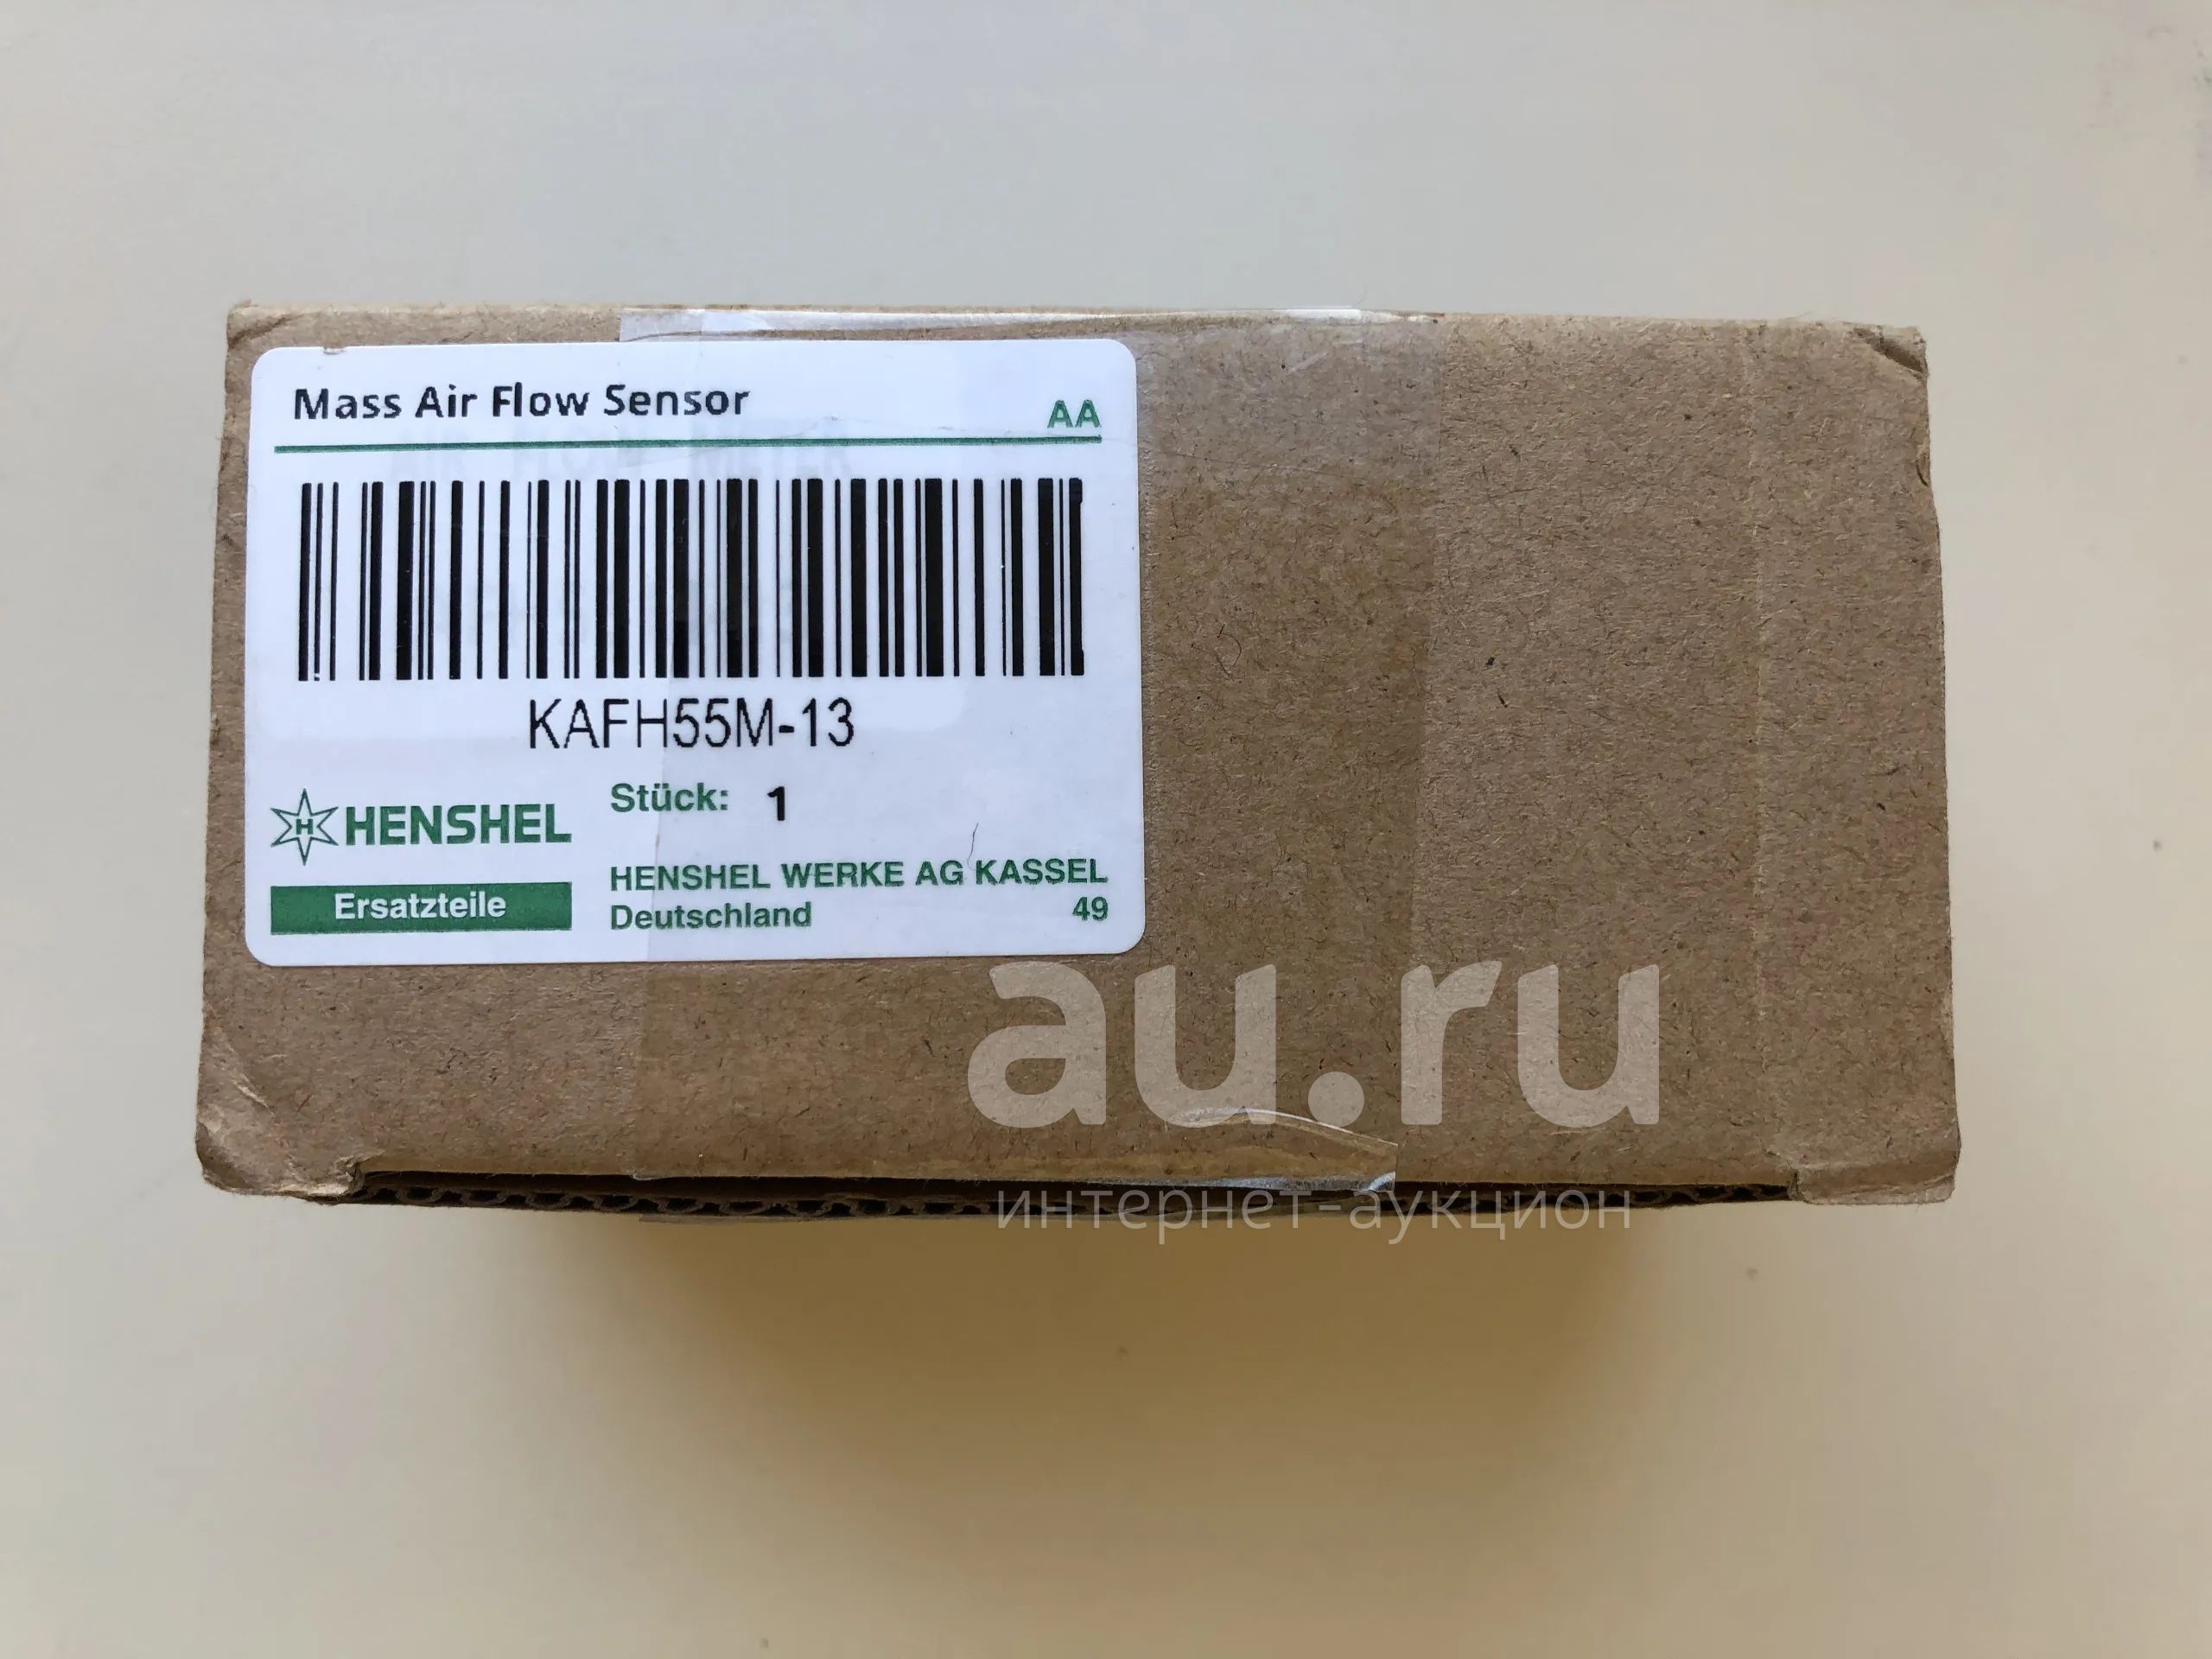 Mass Air Flow Sensor
AA
KAFH55M-13
H HENSHEL
Stück: 1
Ersatzteile
HENSHEL WERKE AG KASSEL
Deutschland 49
au.ru
интернет-аукцион